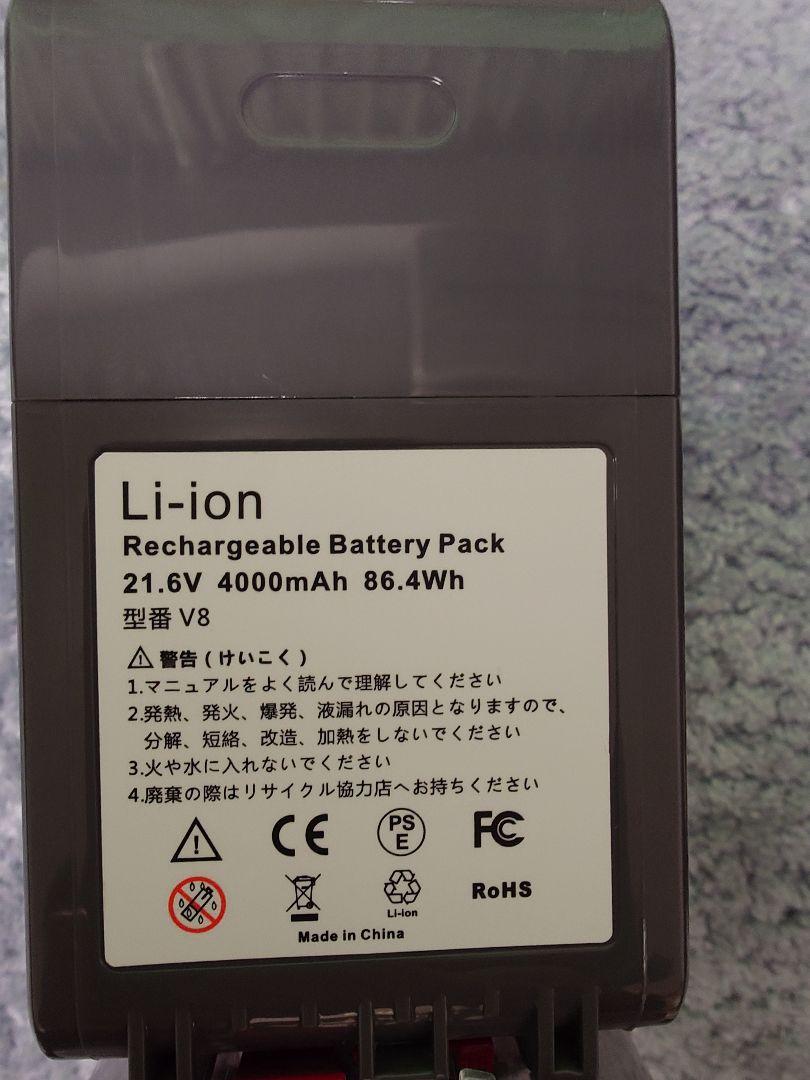 Li-ion
Rechargeable Battery Pack
21.6V 4000mAh 86.4Wh
型番 V8
警告(けいこく)
1.マニュアルをよく読んで理解してください
2.発熱、発火、爆発、液漏れの原因となりますので、
分解、短絡、改造、加熱をしないでください
3.火や水に入れないでください
4.廃棄の際はリサイクル協力店へお持ちください
CE PS E FC
Li-ion RoHS
Made in China